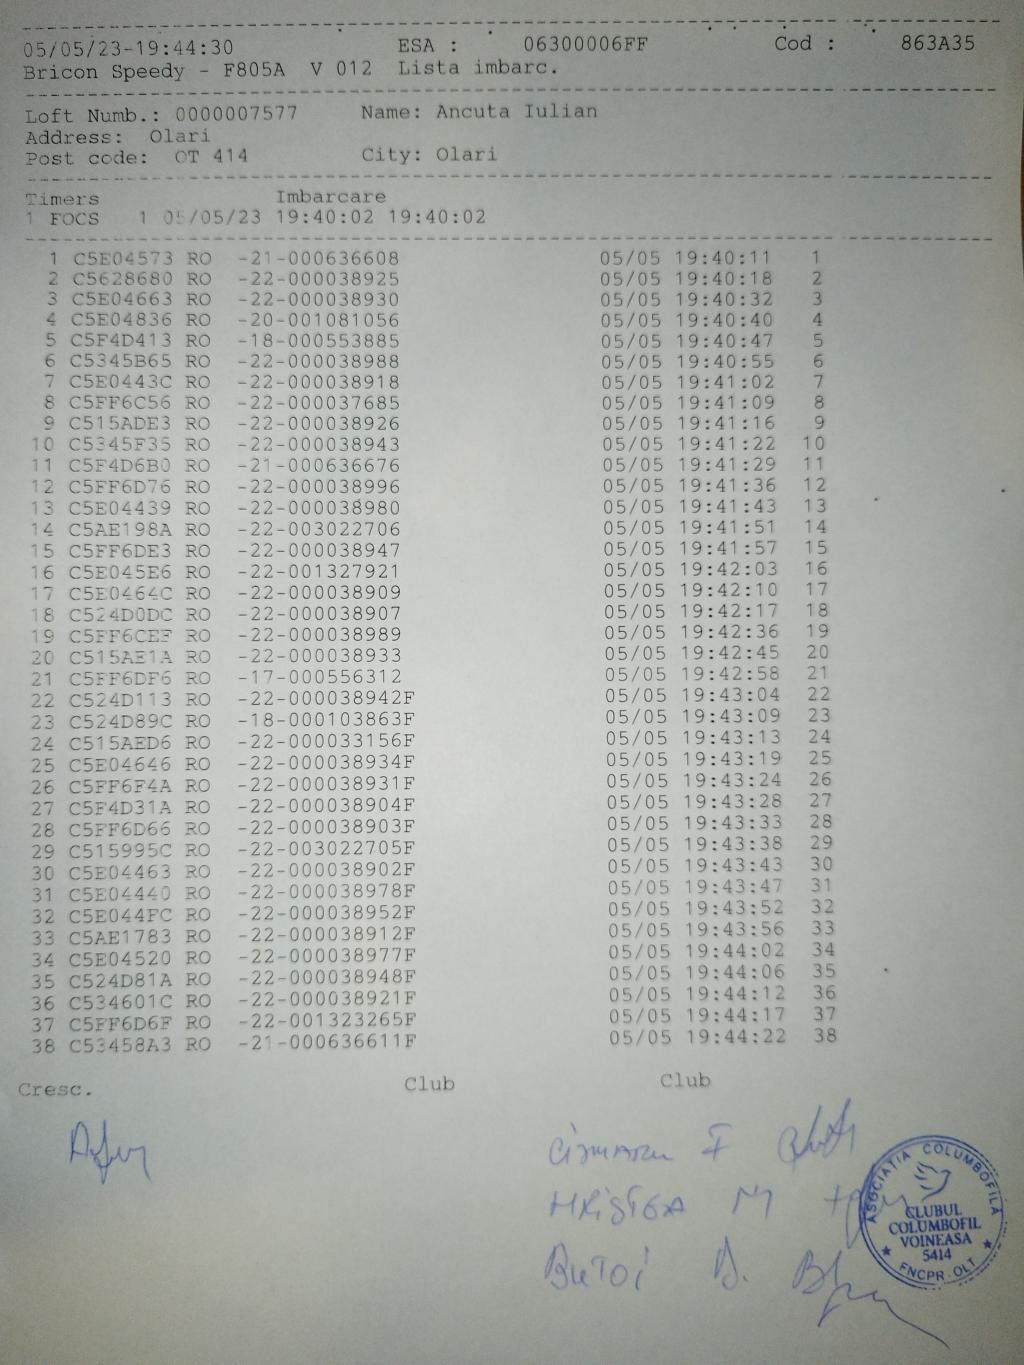 05/05/23-19:44:30 ESA : 06300006FF Cod : 863A35
Bricon Speedy - F805A V 012 Lista imbarc.
Loft Numb.: 0000007577 Name: Ancuta Iulian
Address: Olari
Post code: OT 414 City: Olari
Timers Imbarcare
1 FOCS 1 05/05/23 19:40:02 19:40:02
1 C5E04573 RO -21-000636608 05/05 19:40:11 1
2 C5628680 RO -22-000038925 05/05 19:40:18 2
3 C5E04663 RO -22-000038930 05/05 19:40:32 3
4 C5E04836 RO -20-001081056 05/05 19:40:40 4
5 C5F4D413 RO -18-000553885 05/05 19:40:47 5
6 C5345B65 RO -22-000038988 05/05 19:40:55 6
7 C5E0443C RO -22-000038918 05/05 19:41:02 7
8 C5FF6C56 RO -22-000037685 05/05 19:41:09 8
9 C515ADE3 RO -22-000038926 05/05 19:41:16 9
10 C5345F35 RO -22-000038943 05/05 19:41:22 10
11 C5F4D6B0 RO -21-000636676 05/05 19:41:29 11
12 C5FF6D76 RO -22-000038996 05/05 19:41:36 12
13 C5E04439 RO -22-000038980 05/05 19:41:43 13
14 C5AE198A RO -22-003022706 05/05 19:41:51 14
15 C5FF6DE3 RO -22-000038947 05/05 19:41:57 15
16 C5E045E6 RO -22-001327921 05/05 19:42:03 16
17 C5E0464C RO -22-000038909 05/05 19:42:10 17
18 C524D0DC RO -22-000038907 05/05 19:42:17 18
19 C5FF6CEF RO -22-000038989 05/05 19:42:36 19
20 C515AE1A RO -22-000038933 05/05 19:42:45 20
21 C5FF6DF6 RO -17-000556312 05/05 19:42:58 21
22 C524D113 RO -22-000038942F 05/05 19:43:04 22
23 C524D89C RO -18-000103863F 05/05 19:43:09 23
24 C515AED6 RO -22-000033156F 05/05 19:43:13 24
25 C5E04646 RO -22-000038934F 05/05 19:43:19 25
26 C5FF6F4A RO -22-000038931F 05/05 19:43:24 26
27 C5F4D31A RO -22-000038904F 05/05 19:43:28 27
28 C5FF6D66 RO -22-000038903F 05/05 19:43:33 28
29 C515995C RO -22-003022705F 05/05 19:43:38 29
30 C5E04463 RO -22-000038902F 05/05 19:43:43 30
31 C5E04440 RO -22-000038978F 05/05 19:43:47 31
32 C5E044FC RO -22-000038952F 05/05 19:43:52 32
33 C5AE1783 RO -22-000038912F 05/05 19:43:56 33
34 C5E04520 RO -22-000038977F 05/05 19:44:02 34
35 C524D81A RO -22-000038948F 05/05 19:44:06 35
36 C534601C RO -22-000038921F 05/05 19:44:12 36
37 C5FF6D6F RO -22-001323265F 05/05 19:44:17 37
38 C53458A3 RO -21-000636611F 05/05 19:44:22 38
Cresc. Club Club
Cismaru F
HRISTEA M
BUTOI D.
ASOCIATIA COLUMBOFILA
CLUBUL
COLUMBOFIL
VOINEASA
5414
FNCPR OLT